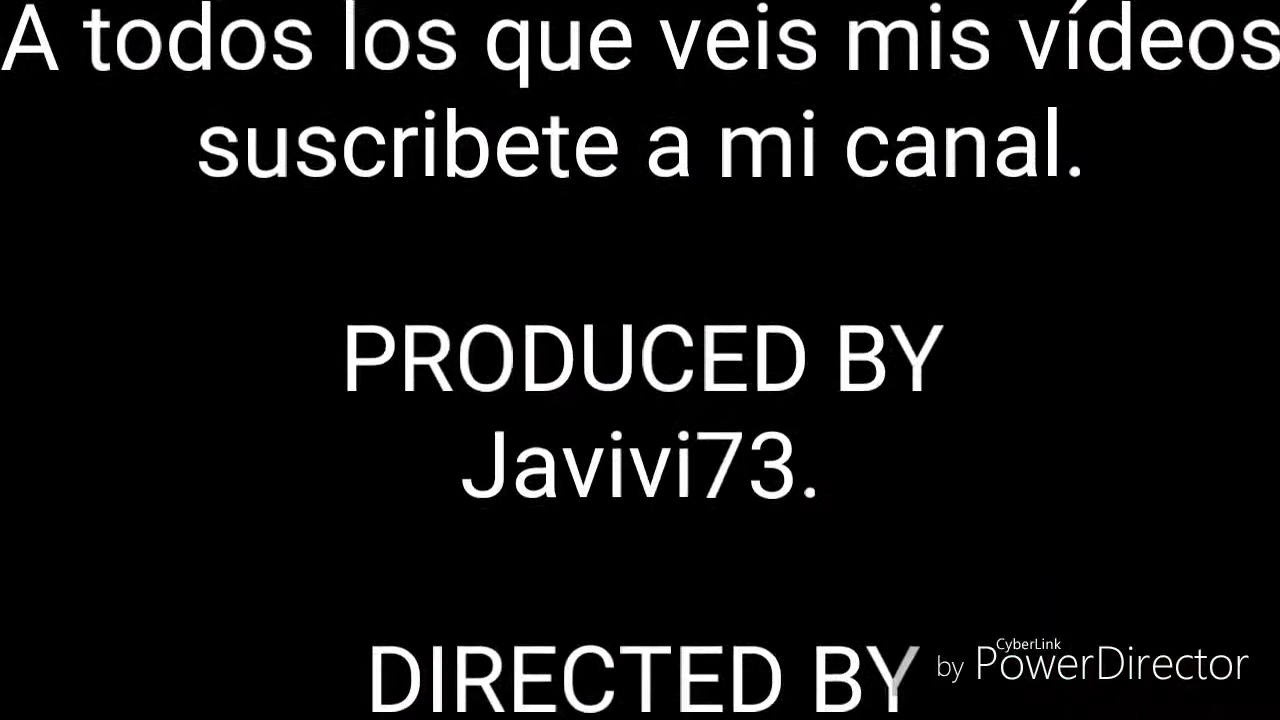 A todos los que veis mis vídeos
suscribete a mi canal.
PRODUCED BY
Javivi73.
DIRECTED BY
CyberLink
by PowerDirector